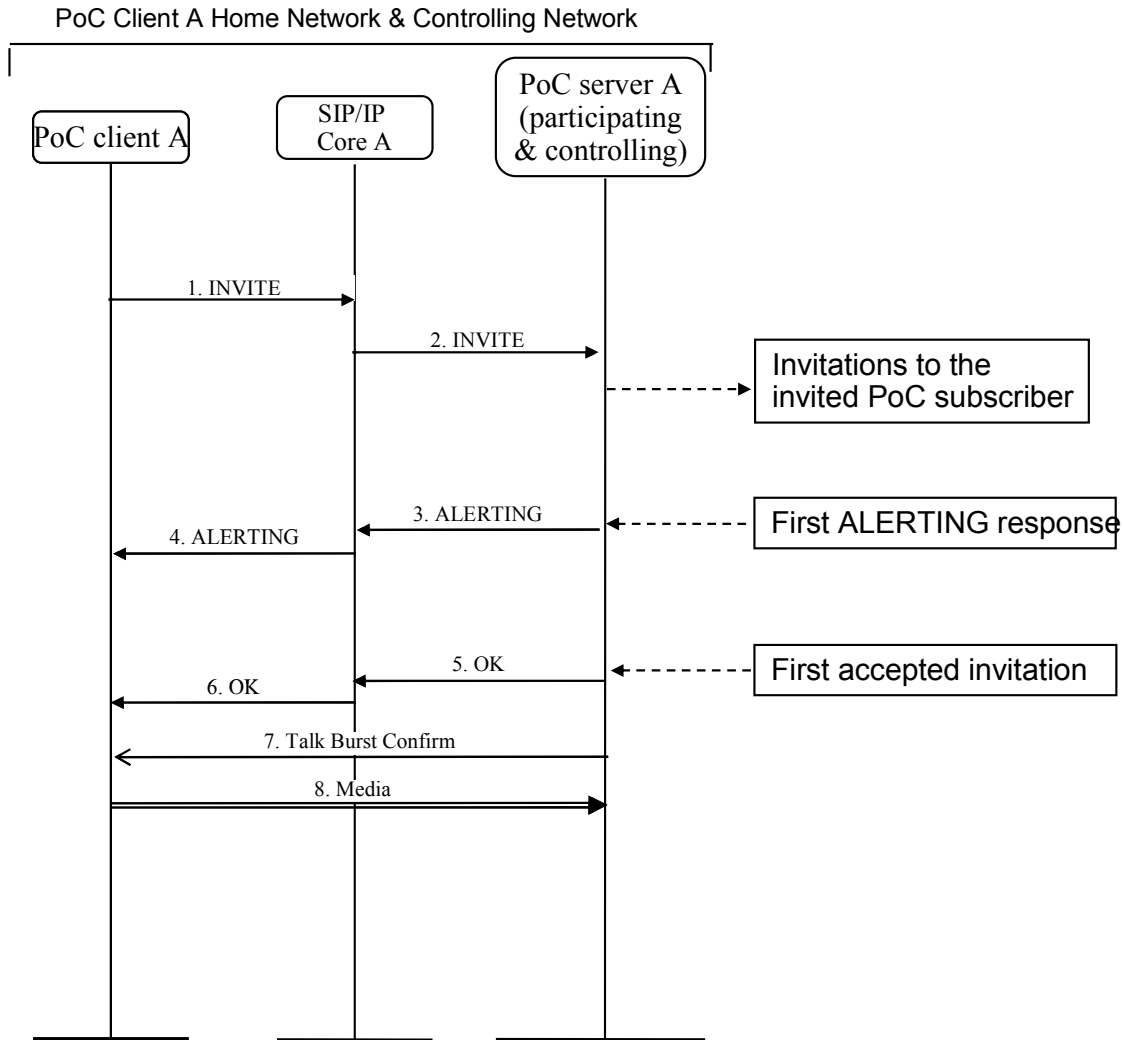 PoC Client A Home Network & Controlling Network
PoC client A
SIP/IP
Core A
PoC server A
(participating
& controlling)
1. INVITE
2. INVITE
Invitations to the
invited PoC subscriber
3. ALERTING
First ALERTING response
4. ALERTING
5. OK
First accepted invitation
6. OK
7. Talk Burst Confirm
8. Media